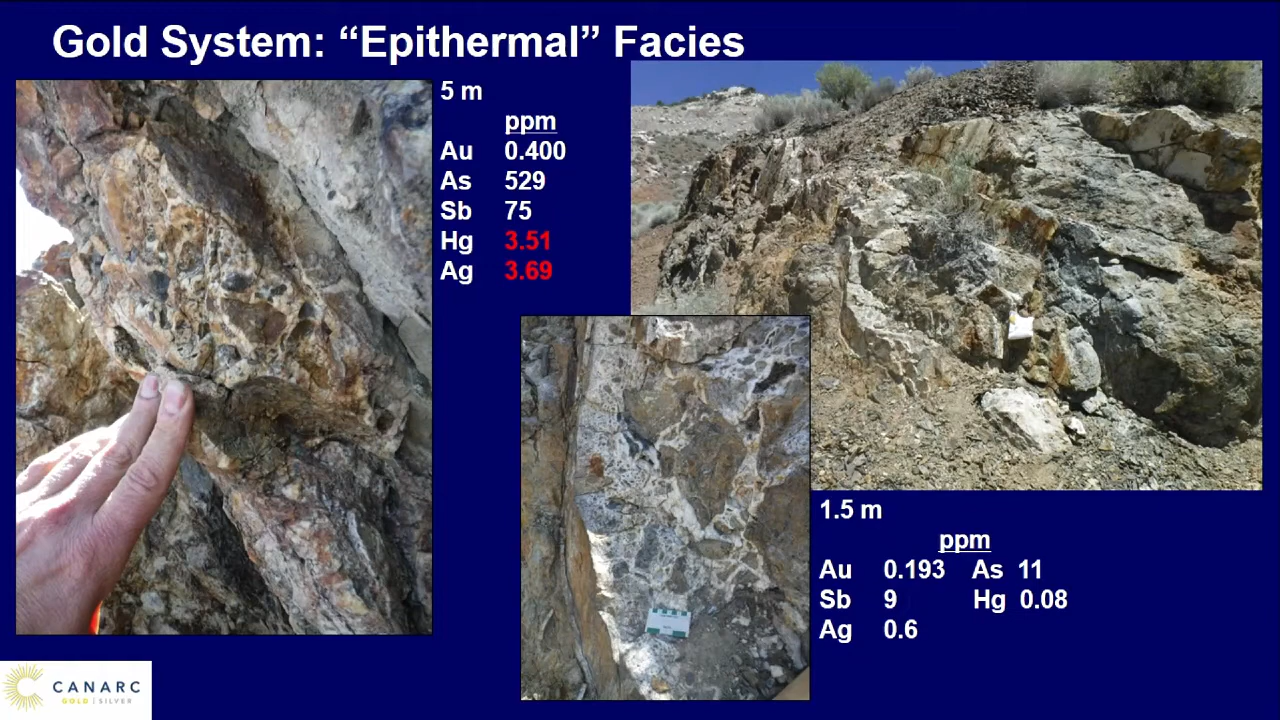 Gold System: “Epithermal” Facies
5 m
ppm
Au 0.400
As 529
Sb 75
Hg 3.51
Ag 3.69
1.5 m
ppm
Au 0.193 As 11
Sb 9 Hg 0.08
Ag 0.6
CANARC
GOLD | SILVER